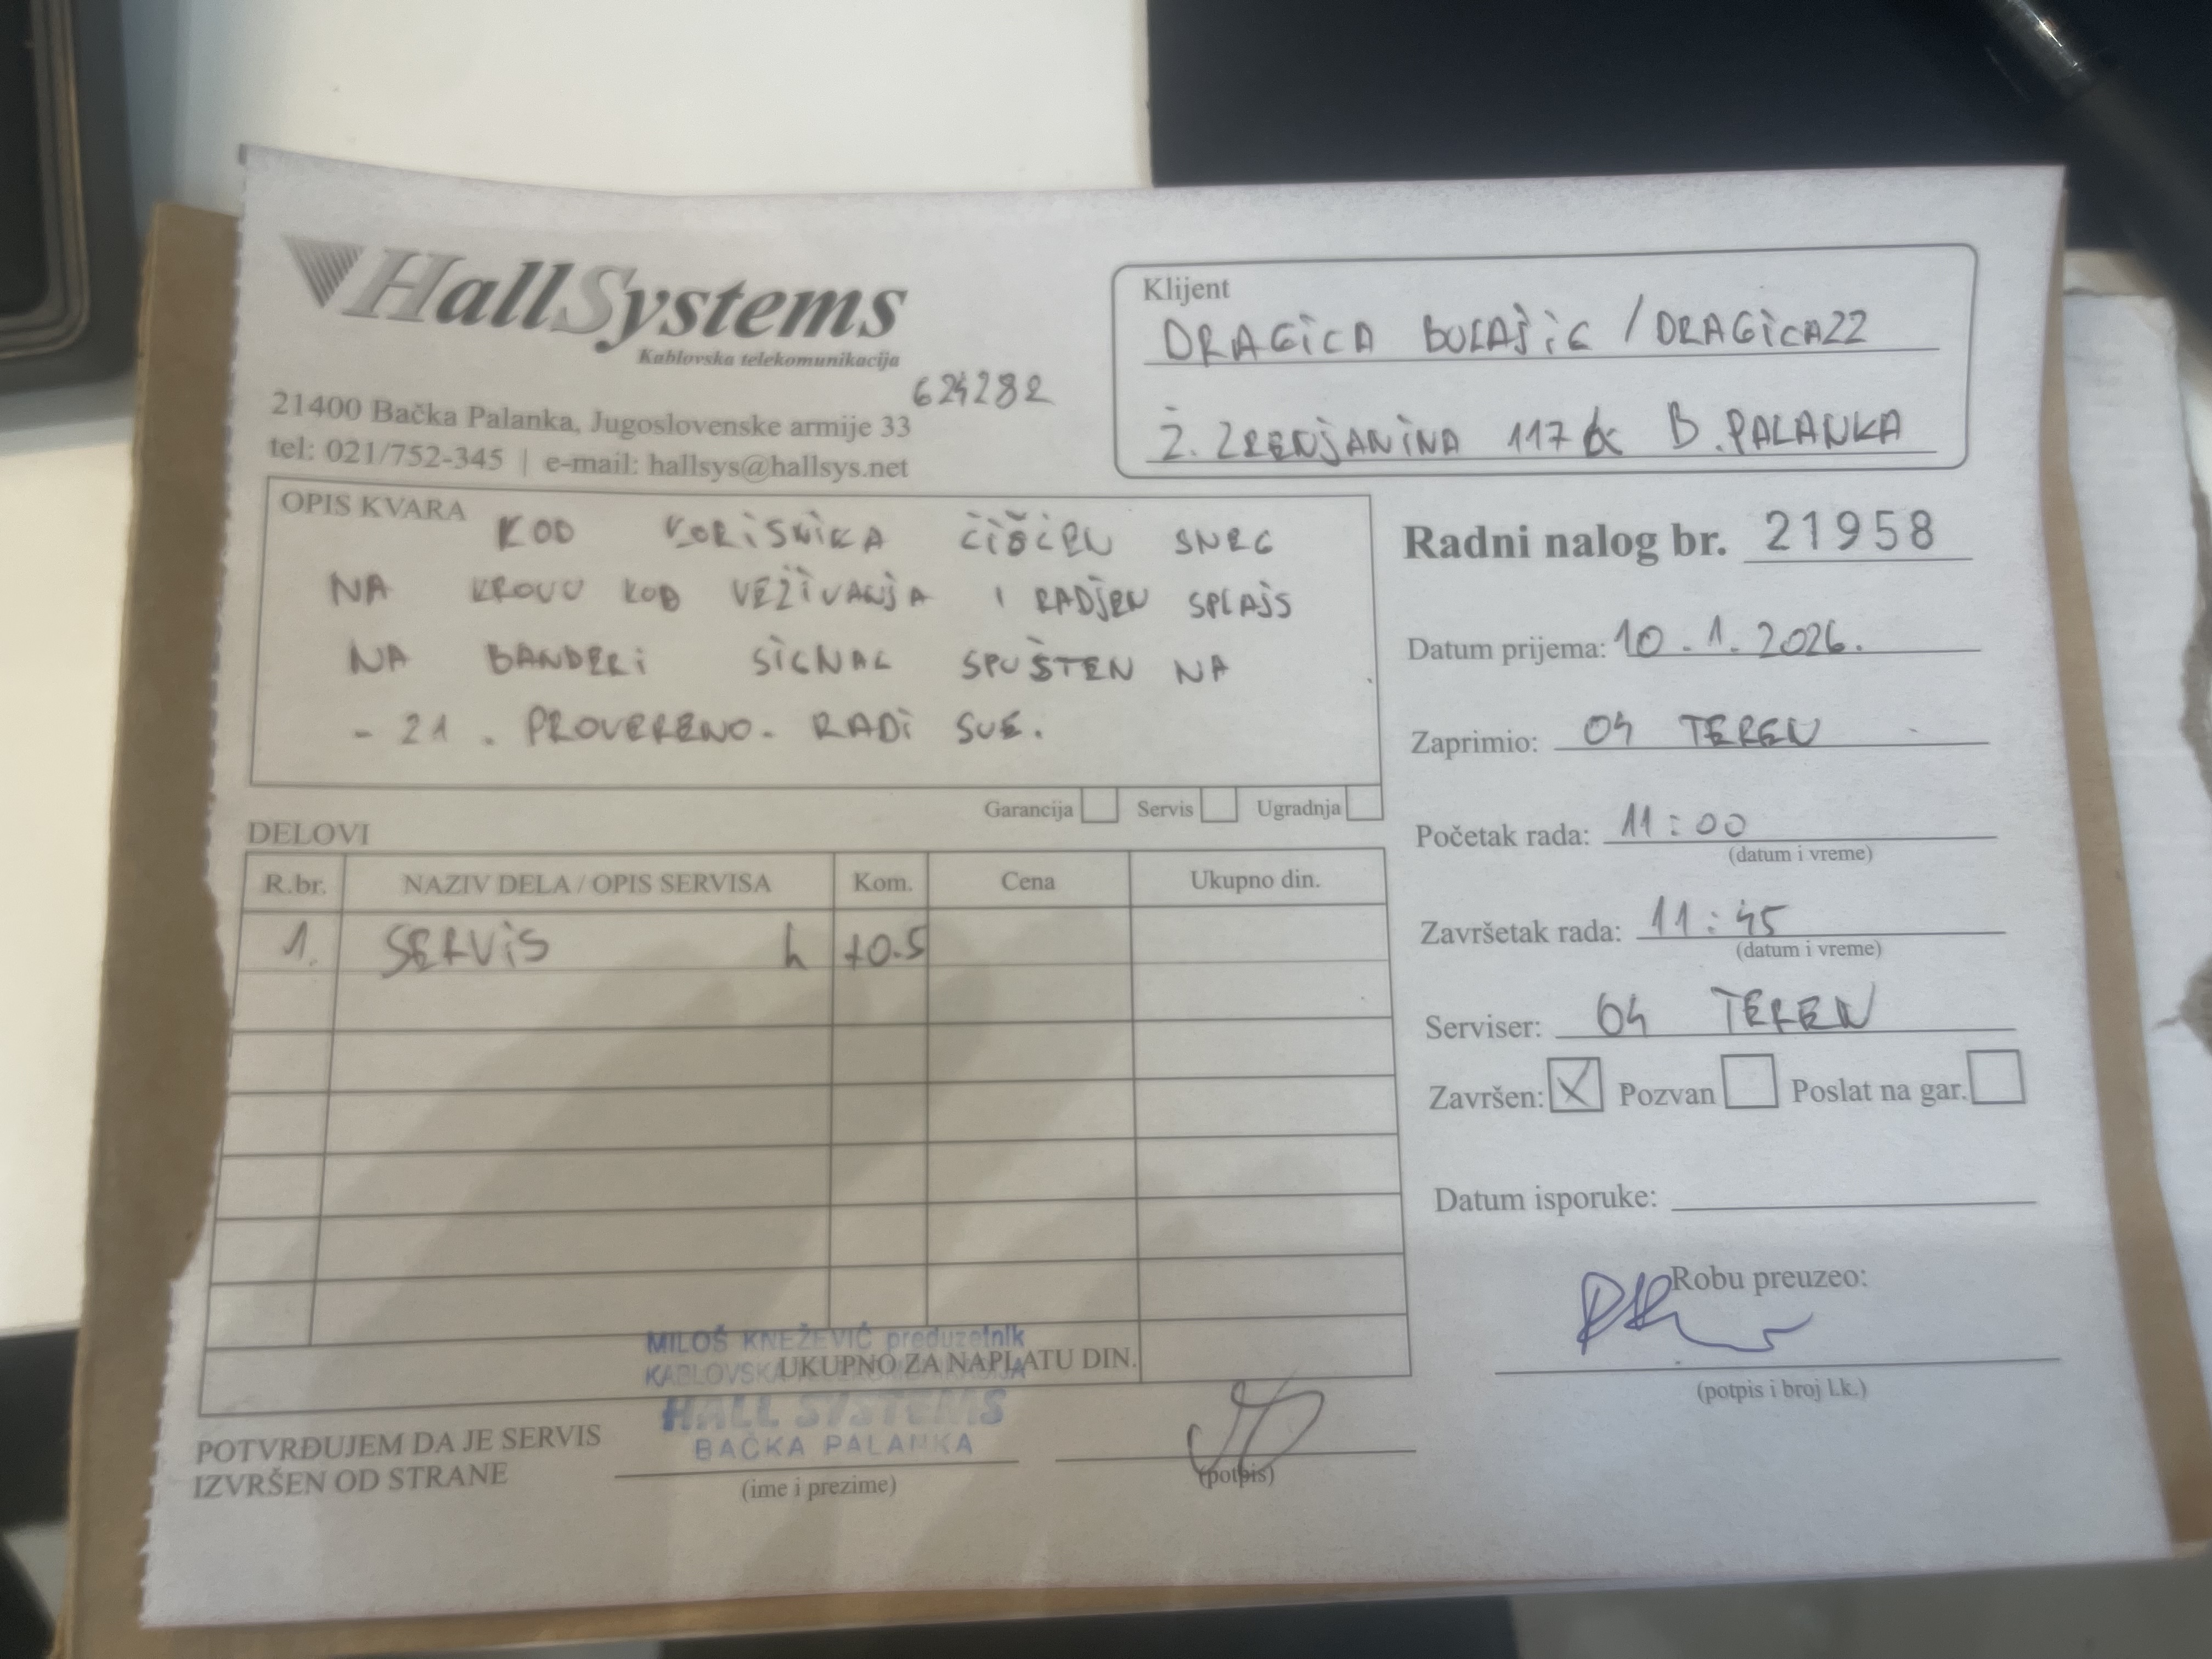 HallSystems
Kablovska telekomunikacija
624282
21400 Bačka Palanka, Jugoslovenske armije 33
tel: 021/752-345 | e-mail: hallsys@hallsys.net
Klijent
DRAGICA BULAJIĆ / DRAGICA22
Ž. ZRENJANINA 117 B. PALANKA
OPIS KVARA
KOD KORISNIKA ČIŠĆEN SNEG
NA KROVU KOD VEZIVANJA I RADJEN SPLAJS
NA BANDERI SIGNAL SPUŠTEN NA
- 21 . PROVERENO. RADI SVE.
Garancija Servis Ugradnja
Radni nalog br. 21958
Datum prijema: 10.1.2026.
Zaprimio: 04 TEREN
Početak rada: 11:00
(datum i vreme)
Završetak rada: 11:45
(datum i vreme)
Serviser: 04 TEREN
Završen: X Pozvan Poslat na gar.
Datum isporuke:
Robu preuzeo:
(potpis i broj l.k.)
DELOVI
R.br. NAZIV DELA / OPIS SERVISA Kom. Cena Ukupno din.
1. SERVIS h +0.5
UKUPNO ZA NAPLATU DIN.
MILOŠ KNEŽEVIĆ preduzetnik
KABLOVSKA
HALL SYSTEMS
BAČKA PALANKA
POTVRĐUJEM DA JE SERVIS
IZVRŠEN OD STRANE
(ime i prezime)
(potpis)